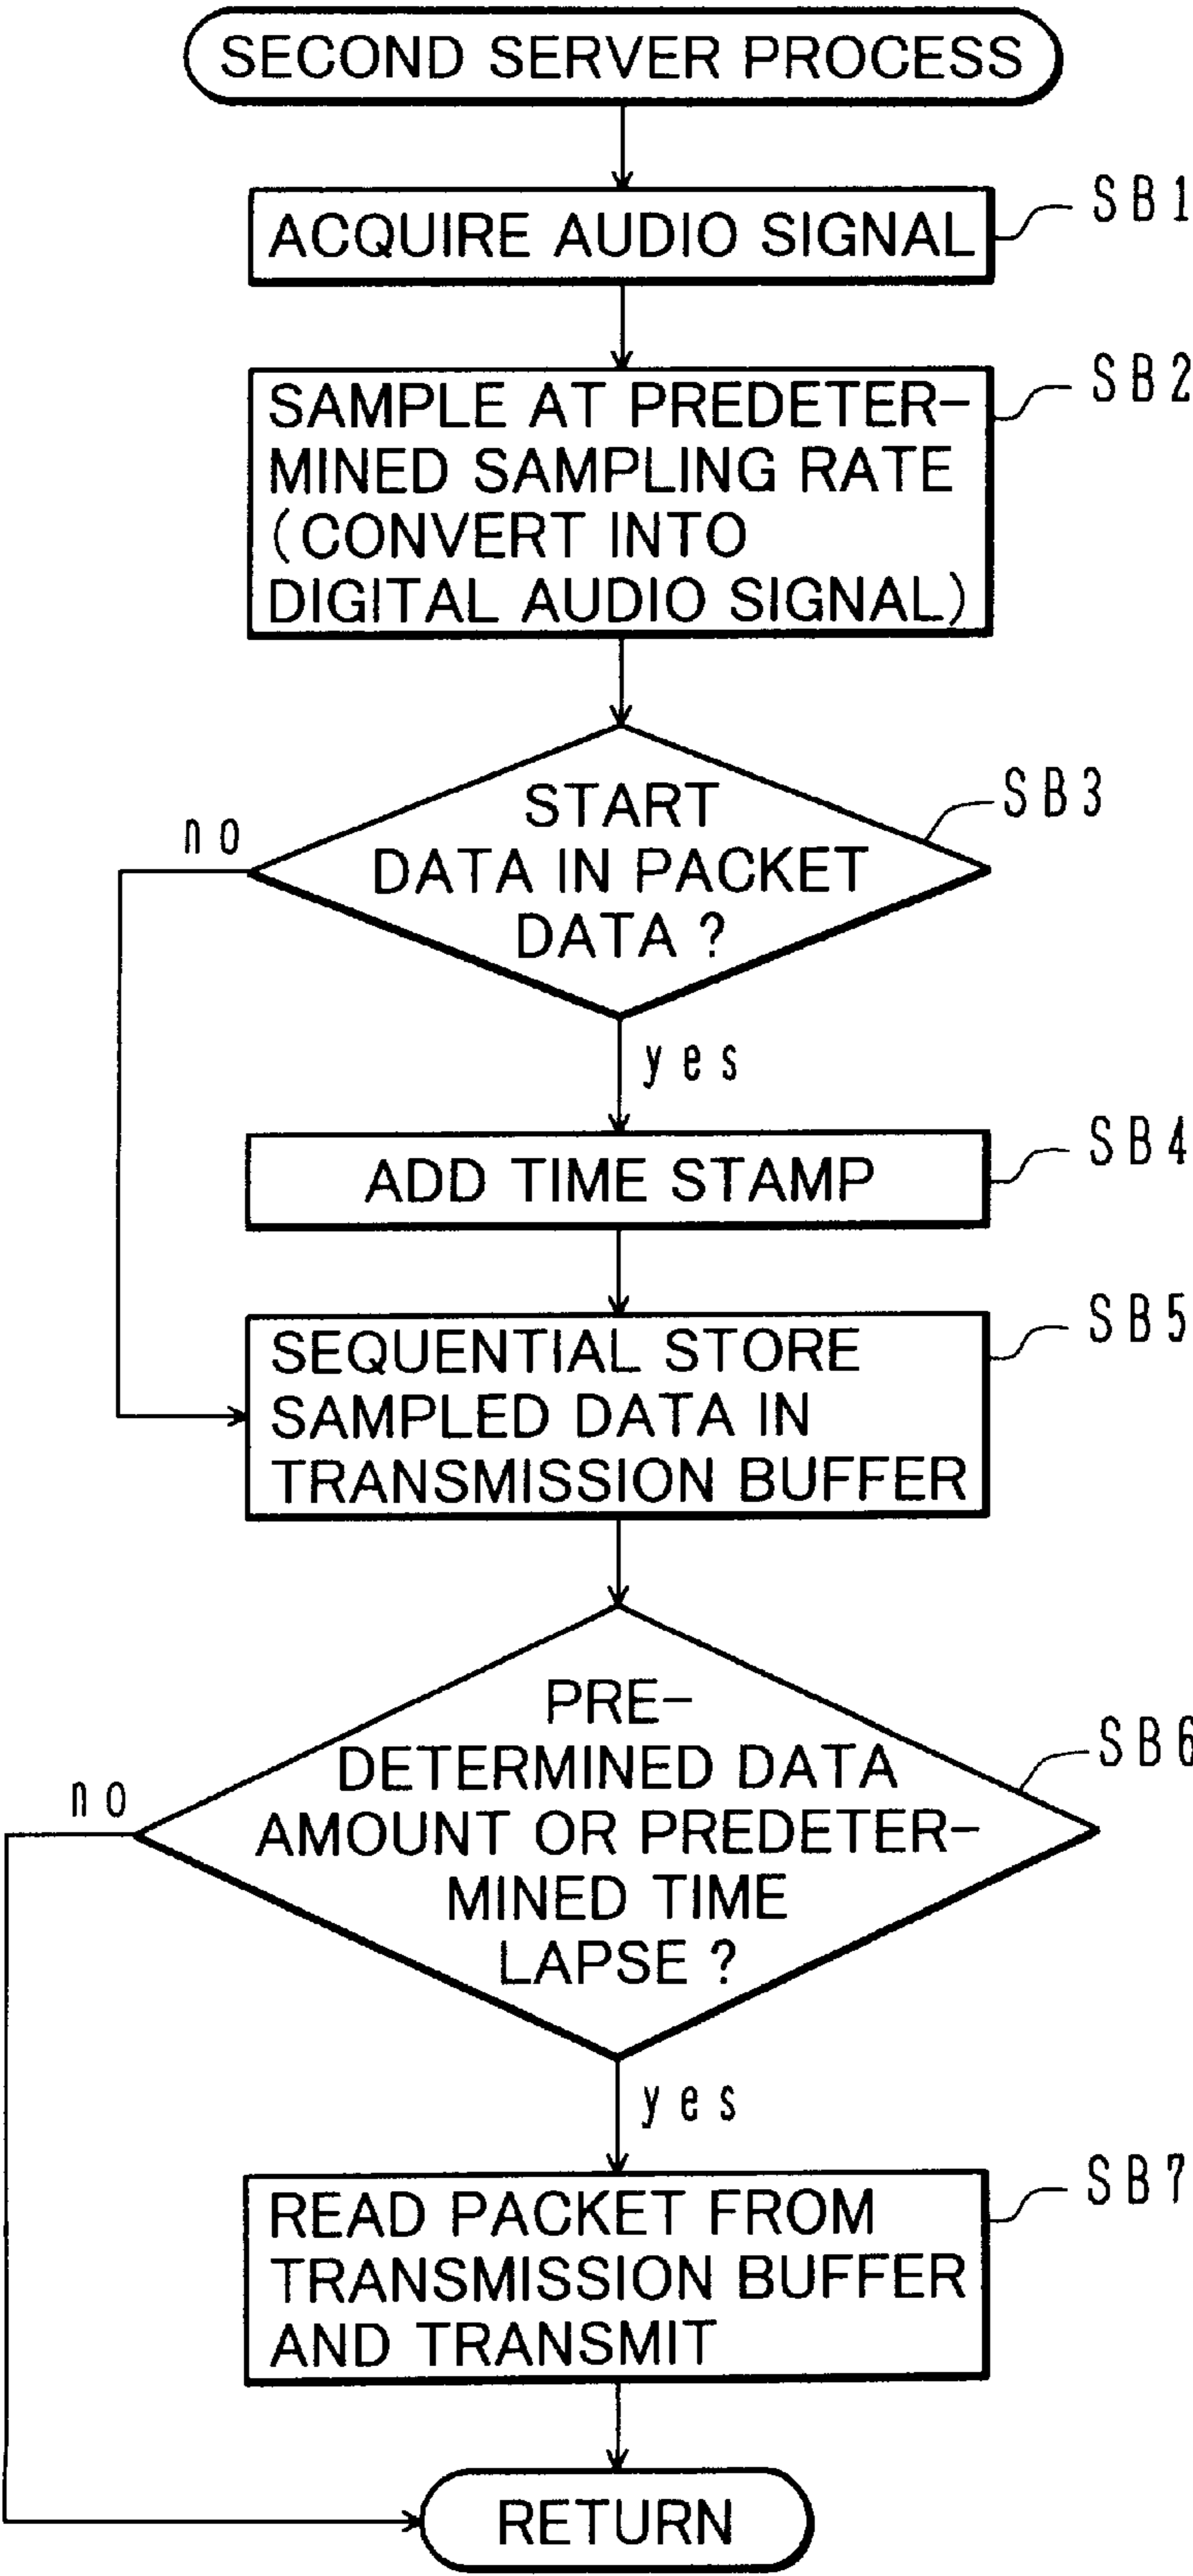 SECOND SERVER PROCESS
ACQUIRE AUDIO SIGNAL
SB1
SAMPLE AT PREDETER-
MINED SAMPLING RATE
(CONVERT INTO
DIGITAL AUDIO SIGNAL)
SB2
START
DATA IN PACKET
DATA ?
SB3
no
yes
ADD TIME STAMP
SB4
SEQUENTIAL STORE
SAMPLED DATA IN
TRANSMISSION BUFFER
SB5
PRE-
DETERMINED DATA
AMOUNT OR PREDETER-
MINED TIME
LAPSE ?
SB6
no
yes
READ PACKET FROM
TRANSMISSION BUFFER
AND TRANSMIT
SB7
RETURN